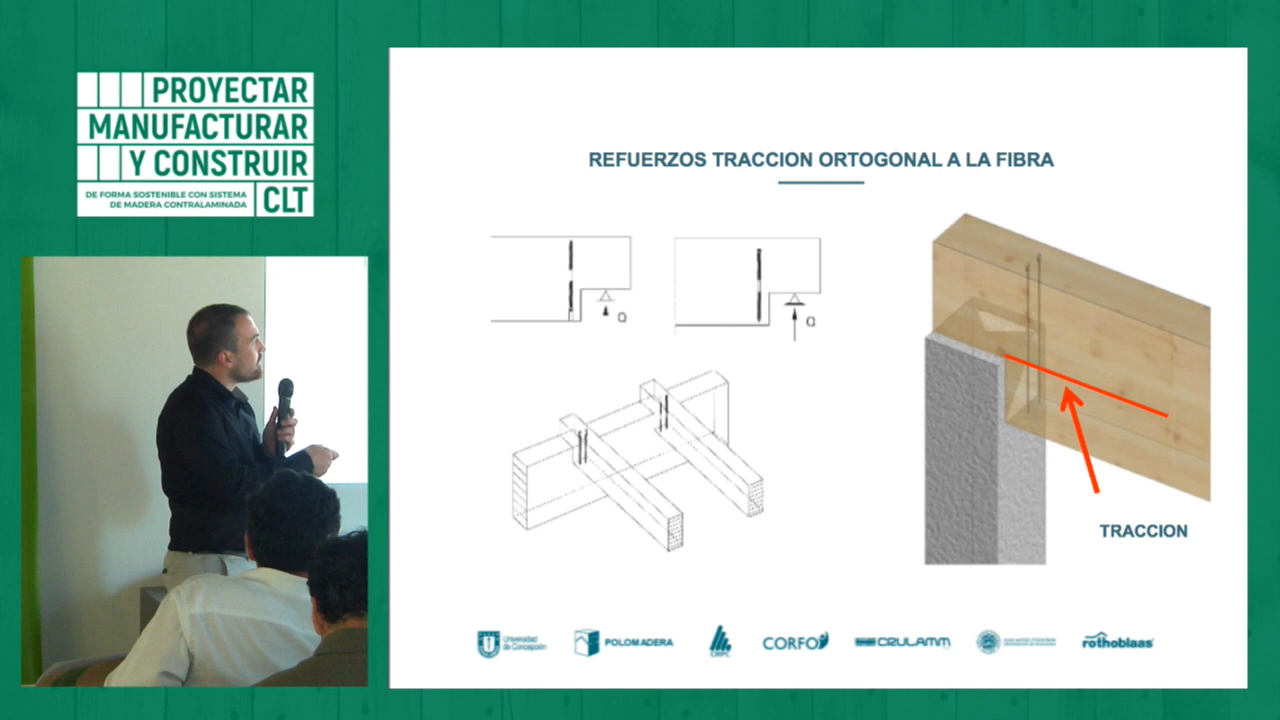 PROYECTAR
MANUFACTURAR
Y CONSTRUIR
DE FORMA SOSTENIBLE CON SISTEMA
DE MADERA CONTRALAMINADA
CLT
REFUERZOS TRACCION ORTOGONAL A LA FIBRA
Q
Q
TRACCION
Universidad
de Concepción
POLOMADERA
CMPC
CORFO
CRULAMM
rothoblaas